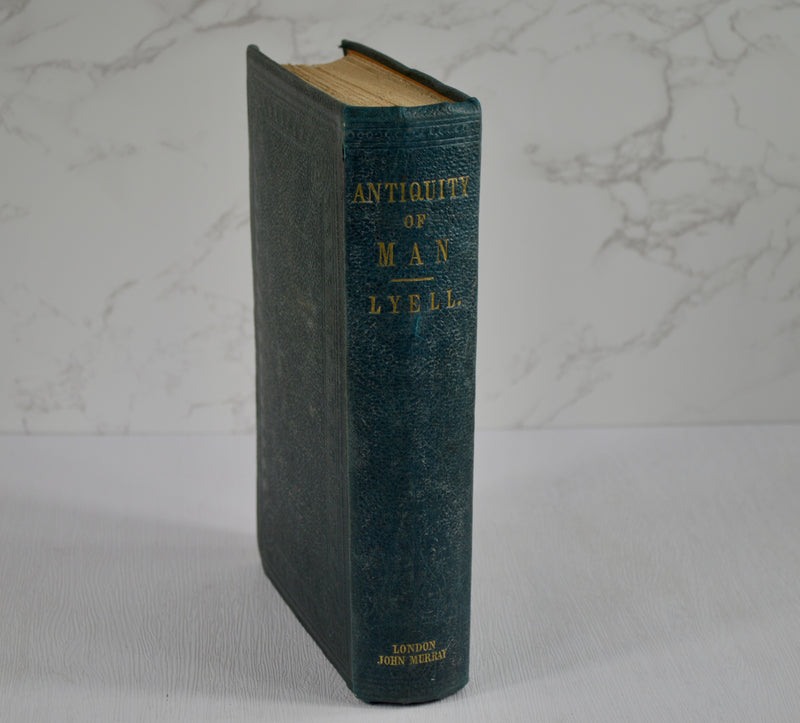 ANTIQUITY
OF
MAN
LYELL.
LONDON
JOHN MURRAY